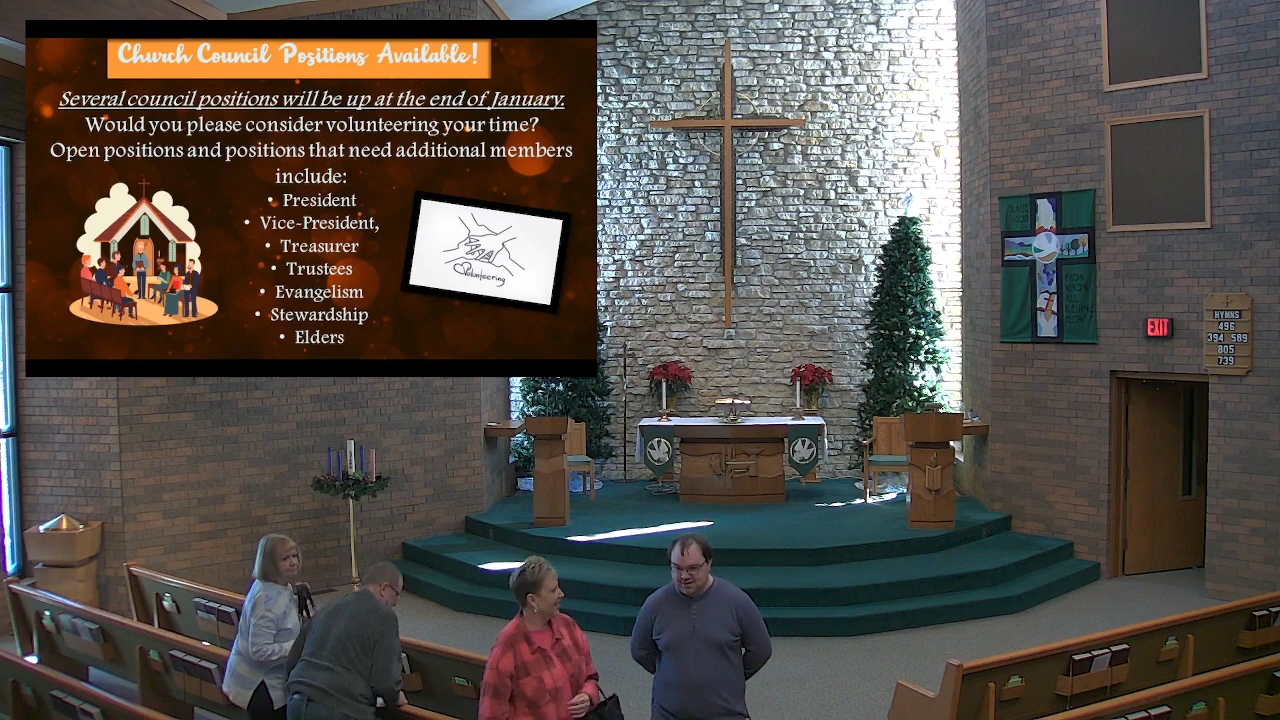 Church Council Positions Available!
Several council positions will be up at the end of January.
Would you please consider volunteering your time?
Open positions and positions that need additional members
include:
• President
• Vice-President,
• Treasurer
• Trustees
• Evangelism
• Stewardship
• Elders
Volunteering
EXIT
HYMNS
496
394 589
805
739